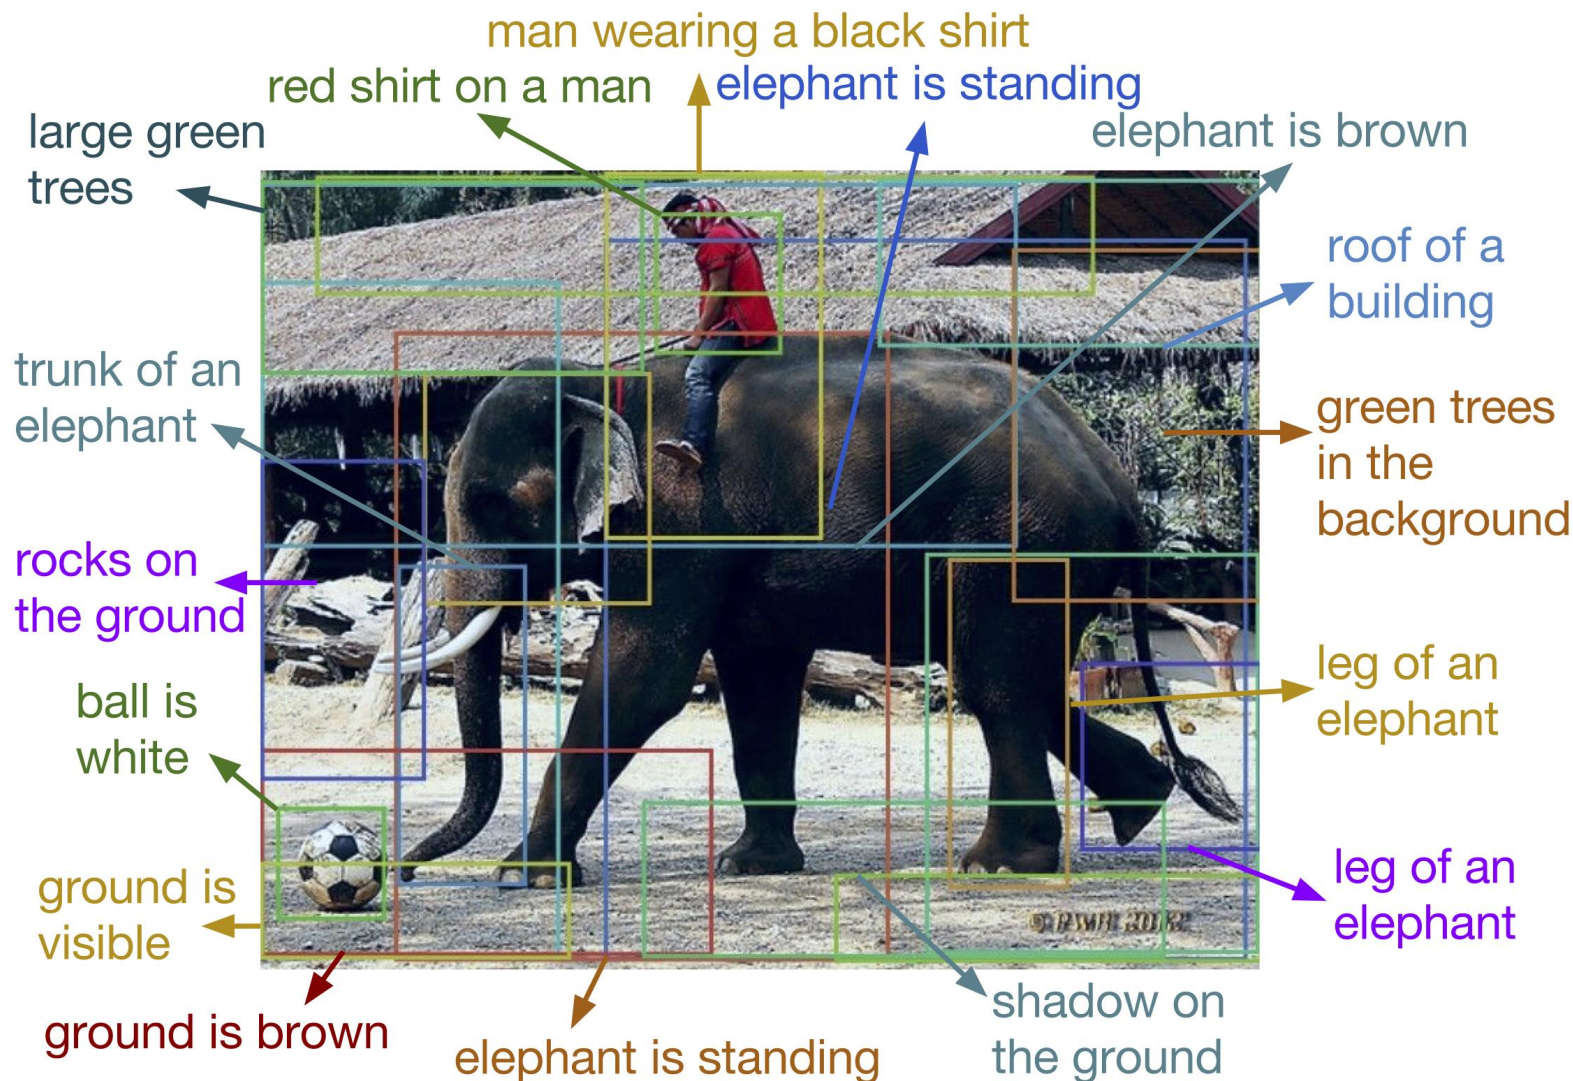 man wearing a black shirt
red shirt on a man
elephant is standing
large green
trees
elephant is brown
roof of a
building
trunk of an
elephant
green trees
in the
background
rocks on
the ground
leg of an
elephant
ball is
white
ground is
visible
leg of an
elephant
ground is brown
elephant is standing
shadow on
the ground